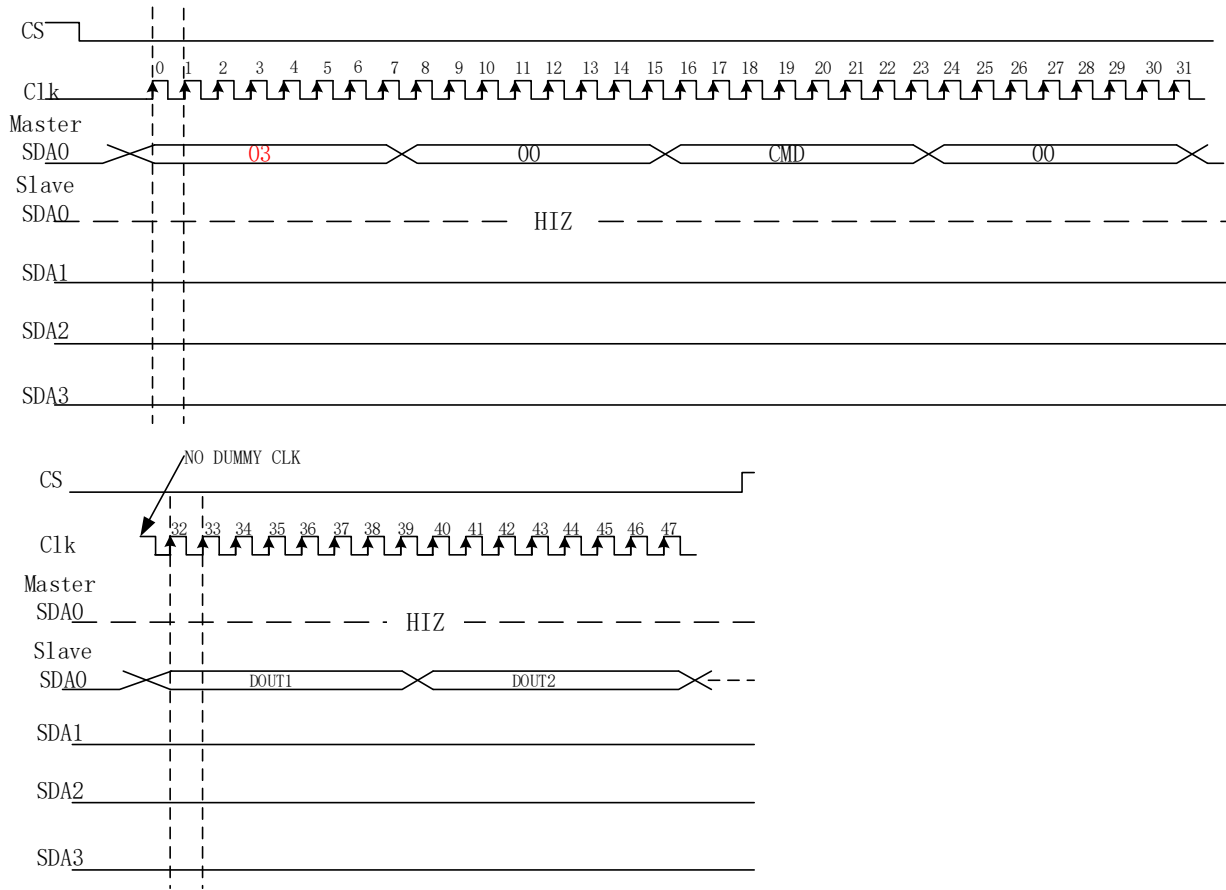 CS
0 1 2 3 4 5 6 7 8 9 10 11 12 13 14 15 16 17 18 19 20 21 22 23 24 25 26 27 28 29 30 31
Clk
Master
SDA0 03 00 CMD 00
Slave
SDA0 HIZ
SDA1
SDA2
SDA3
NO DUMMY CLK
CS
32 33 34 35 36 37 38 39 40 41 42 43 44 45 46 47
Clk
Master
SDA0 HIZ
Slave
SDA0 DOUT1 DOUT2
SDA1
SDA2
SDA3